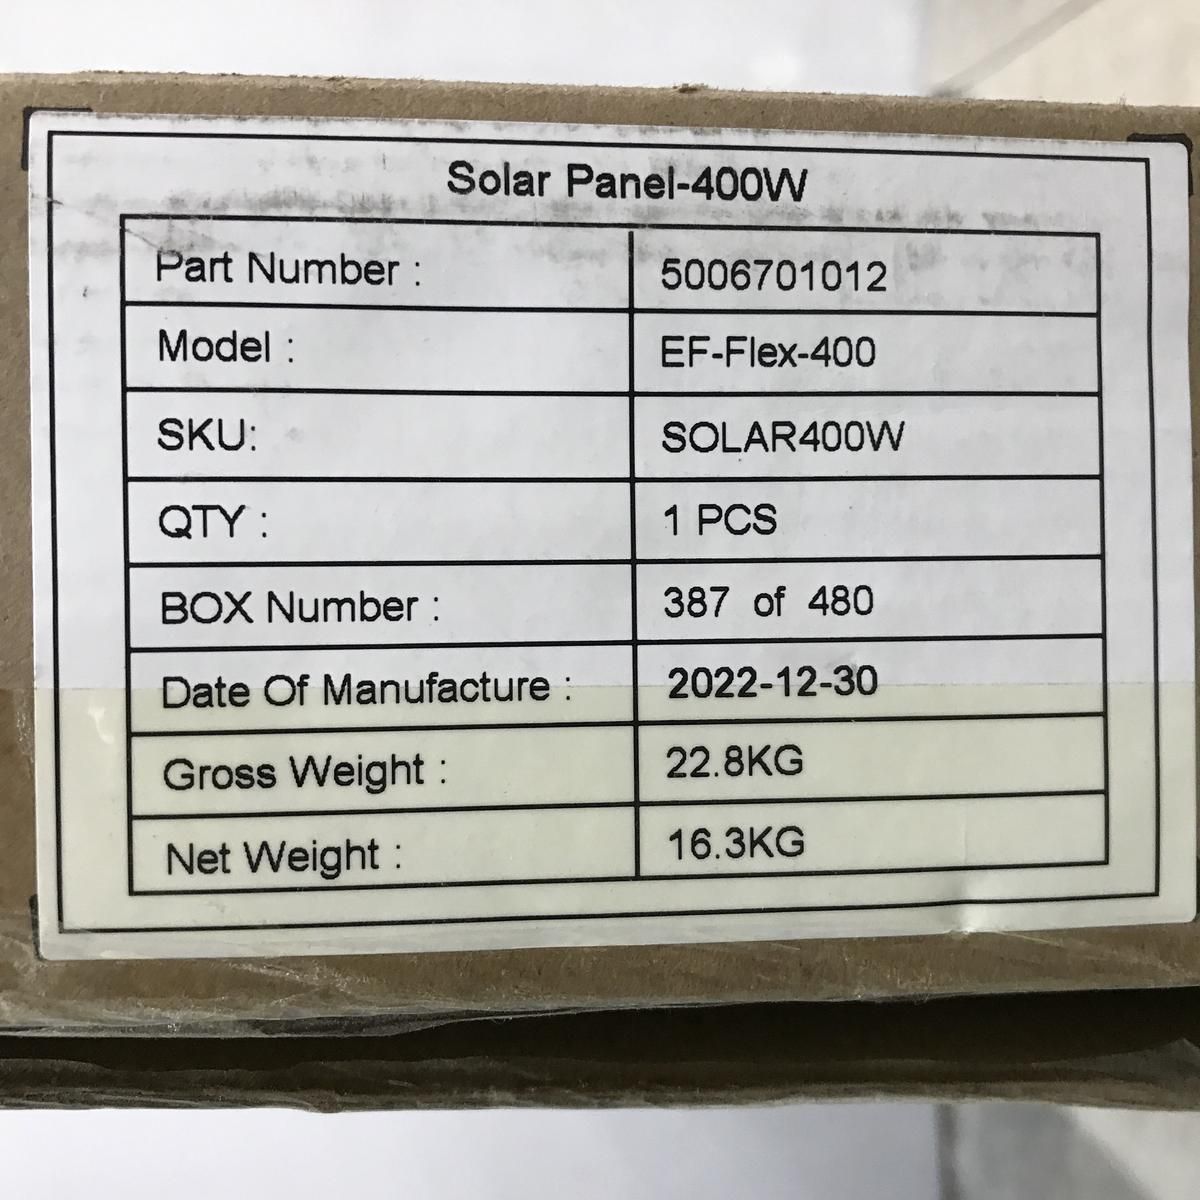 Solar Panel-400W
Part Number : 5006701012
Model : EF-Flex-400
SKU: SOLAR400W
QTY : 1 PCS
BOX Number : 387 of 480
Date Of Manufacture : 2022-12-30
Gross Weight : 22.8KG
Net Weight : 16.3KG